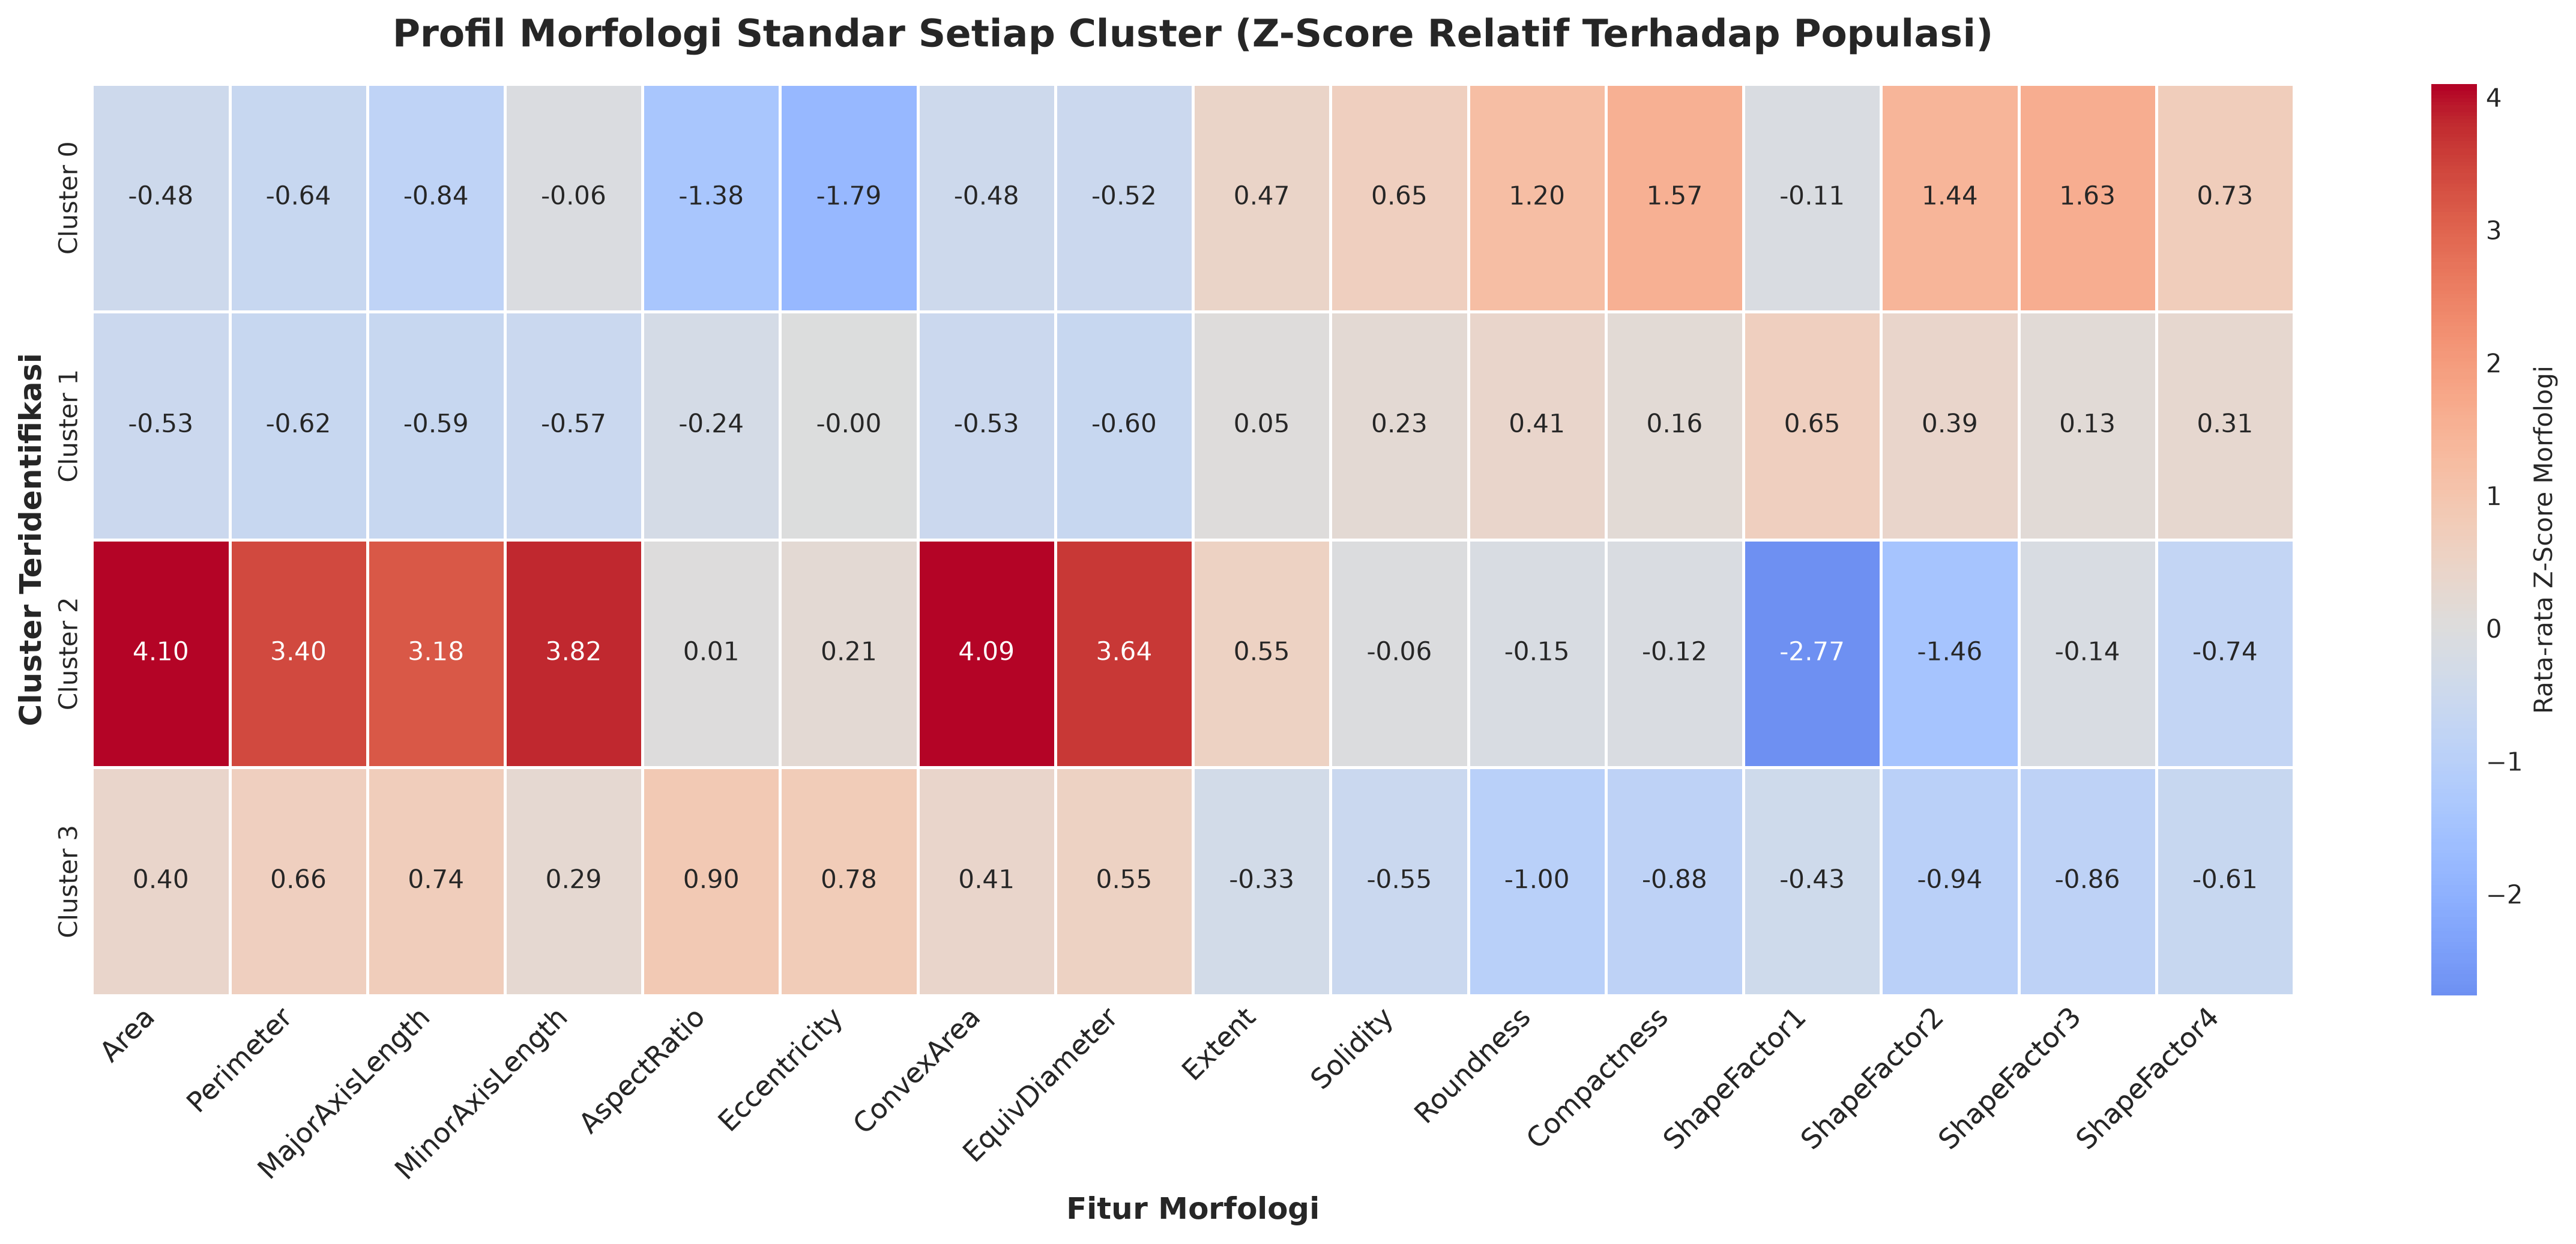 Profil Morfologi Standar Setiap Cluster (Z-Score Relatif Terhadap Populasi)
Cluster Teridentifikasi
Cluster 0
-0.48 -0.64 -0.84 -0.06 -1.38 -1.79 -0.48 -0.52 0.47 0.65 1.20 1.57 -0.11 1.44 1.63 0.73
Cluster 1
-0.53 -0.62 -0.59 -0.57 -0.24 -0.00 -0.53 -0.60 0.05 0.23 0.41 0.16 0.65 0.39 0.13 0.31
Cluster 2
4.10 3.40 3.18 3.82 0.01 0.21 4.09 3.64 0.55 -0.06 -0.15 -0.12 -2.77 -1.46 -0.14 -0.74
Cluster 3
0.40 0.66 0.74 0.29 0.90 0.78 0.41 0.55 -0.33 -0.55 -1.00 -0.88 -0.43 -0.94 -0.86 -0.61
Area
Perimeter
MajorAxisLength
MinorAxisLength
AspectRatio
Eccentricity
ConvexArea
EquivDiameter
Extent
Solidity
Roundness
Compactness
ShapeFactor1
ShapeFactor2
ShapeFactor3
ShapeFactor4
Fitur Morfologi
4
3
2
1
0
−1
−2
Rata-rata Z-Score Morfologi